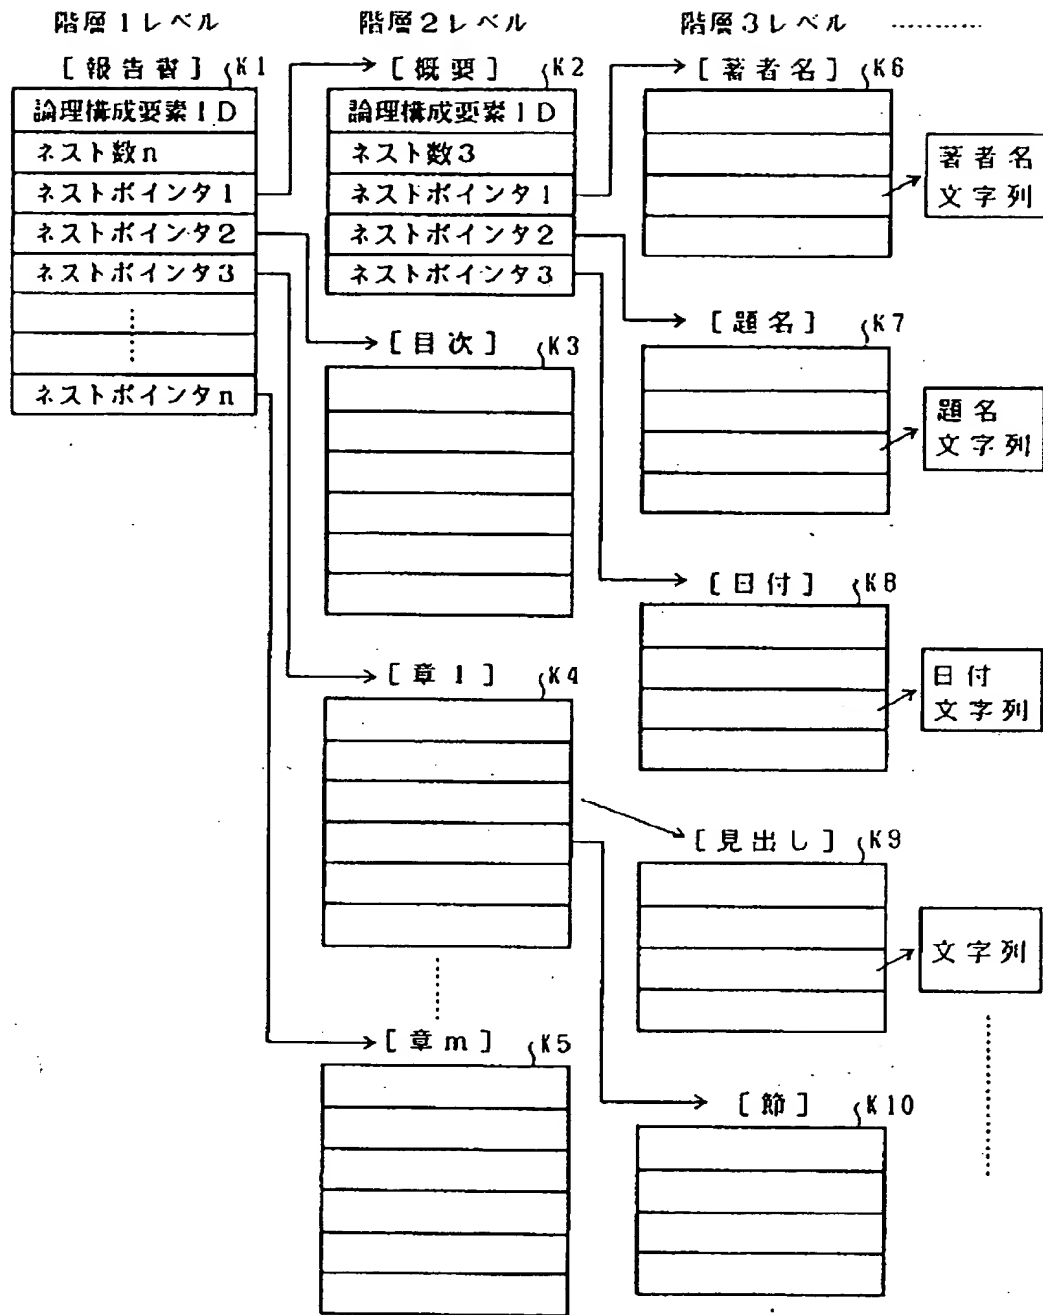 階層1レベル
階層2レベル
階層3レベル ………
[報告書] K1
論理構成要素ID
ネスト数n
ネストポインタ1
ネストポインタ2
ネストポインタ3
ネストポインタn
[概要] K2
論理構成要素ID
ネスト数3
ネストポインタ1
ネストポインタ2
ネストポインタ3
[目次] K3
[章1] K4
[章m] K5
[著者名] K6
著者名
文字列
[題名] K7
題名
文字列
[日付] K8
日付
文字列
[見出し] K9
文字列
[節] K10